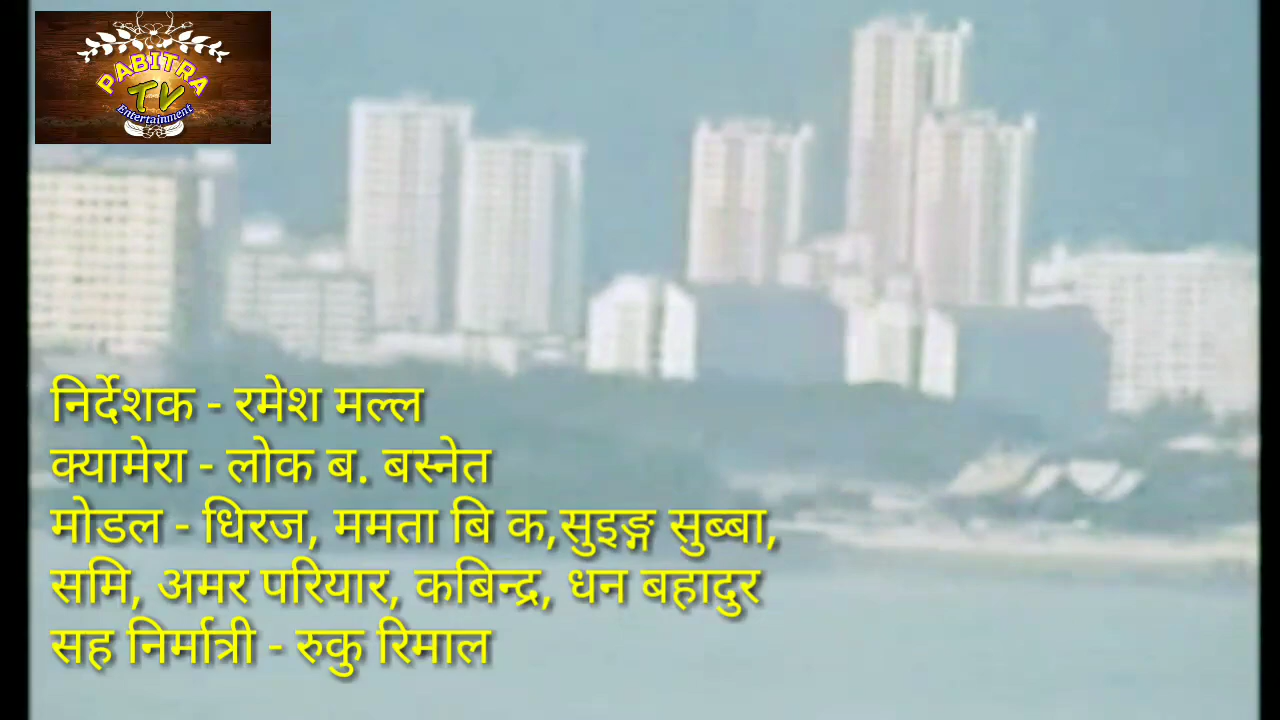 PABITRA
TV
Entertainment
निर्देशक - रमेश मल्ल
क्यामेरा - लोक ब. बस्नेत
मोडल - धिरज, ममता बि क,सुइङ्ग सुब्बा,
समि, अमर परियार, कबिन्द्र, धन बहादुर
सह निर्मात्री - रुकु रिमाल